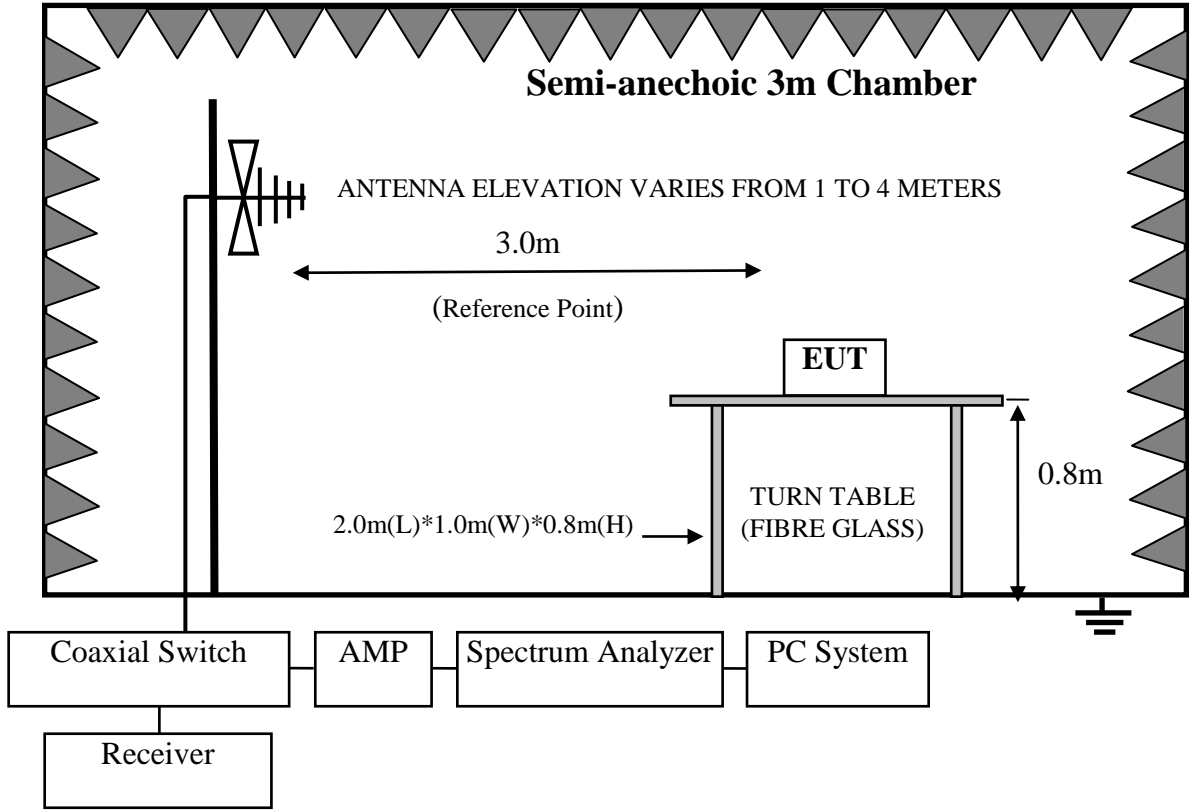 Semi-anechoic 3m Chamber
ANTENNA ELEVATION VARIES FROM 1 TO 4 METERS
3.0m
(Reference Point)
EUT
0.8m
TURN TABLE
(FIBRE GLASS)
2.0m(L)*1.0m(W)*0.8m(H)
Coaxial Switch
AMP
Spectrum Analyzer
PC System
Receiver